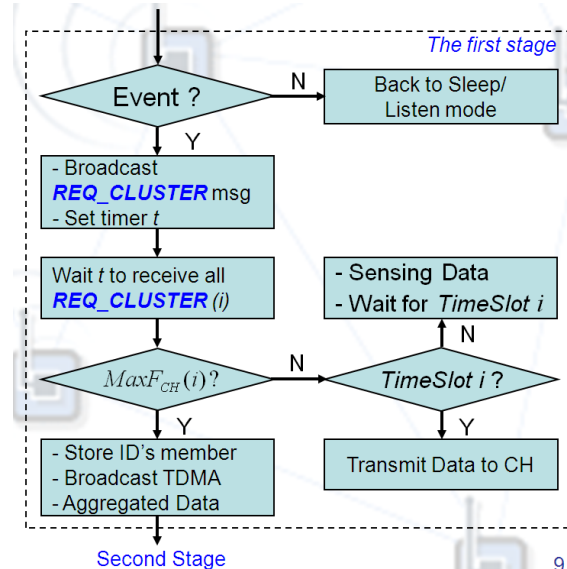 The first stage
Event ?
N
Back to Sleep/
Listen mode
Y
- Broadcast
REQ_CLUSTER msg
- Set timer t
Wait t to receive all
REQ_CLUSTER (i)
- Sensing Data
- Wait for TimeSlot i
N
MaxF_CH(i)?
N
TimeSlot i ?
Y
Y
- Store ID's member
- Broadcast TDMA
- Aggregated Data
Transmit Data to CH
Second Stage
9